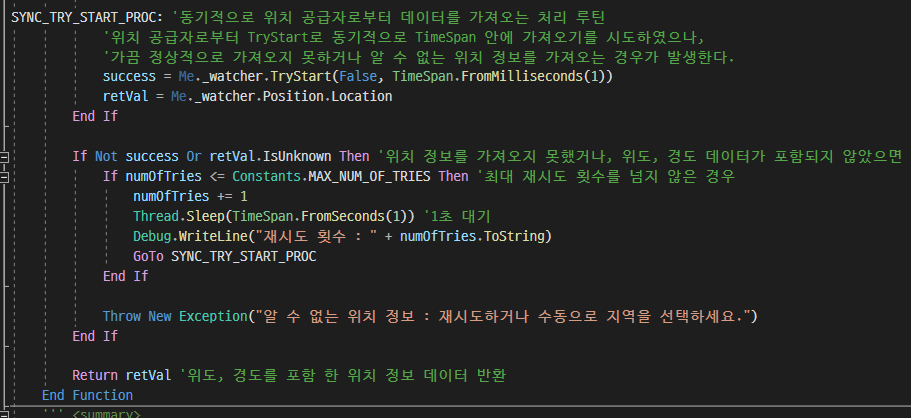 SYNC_TRY_START_PROC: '동기적으로 위치 공급자로부터 데이터를 가져오는 처리 루틴
'위치 공급자로부터 TryStart로 동기적으로 TimeSpan 안에 가져오기를 시도하였으나,
'가끔 정상적으로 가져오지 못하거나 알 수 없는 위치 정보를 가져오는 경우가 발생한다.
success = Me._watcher.TryStart(False, TimeSpan.FromMilliseconds(1))
retVal = Me._watcher.Position.Location
End If
If Not success Or retVal.IsUnknown Then '위치 정보를 가져오지 못했거나, 위도, 경도 데이터가 포함되지 않았으면
If numOfTries <= Constants.MAX_NUM_OF_TRIES Then '최대 재시도 횟수를 넘지 않은 경우
numOfTries += 1
Thread.Sleep(TimeSpan.FromSeconds(1)) '1초 대기
Debug.WriteLine("재시도 횟수 : " + numOfTries.ToString)
GoTo SYNC_TRY_START_PROC
End If
Throw New Exception("알 수 없는 위치 정보 : 재시도하거나 수동으로 지역을 선택하세요.")
End If
Return retVal '위도, 경도를 포함 한 위치 정보 데이터 반환
End Function
''' <summary>